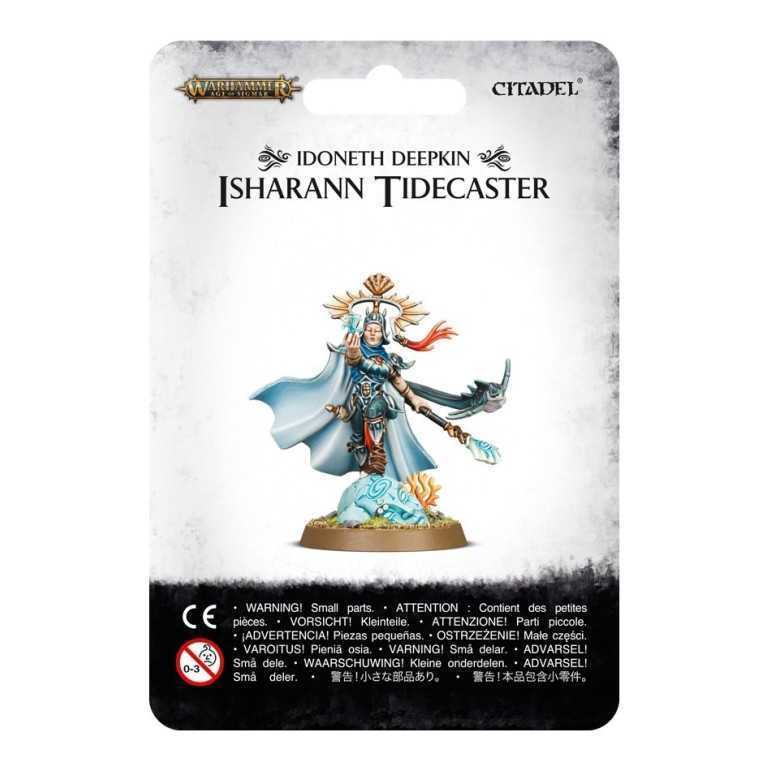 WARHAMMER
AGE OF SIGMAR
CITADEL®
IDONETH DEEPKIN
ISHARANN TIDECASTER
CE
0-3
• WARNING! Small parts. • ATTENTION : Contient des petites
pièces. • VORSICHT! Kleinteile. • ATTENZIONE! Parti piccole.
• ¡ADVERTENCIA! Piezas pequeñas. • OSTRZEŻENIE! Małe części.
• VAROITUS! Pieniä osia. • VARNING! Små delar. • ADVARSEL!
Små dele. • WAARSCHUWING! Kleine onderdelen. • ADVARSEL!
Små deler. • 警告!小さな部品あり。 • 警告!本品包含小零件。